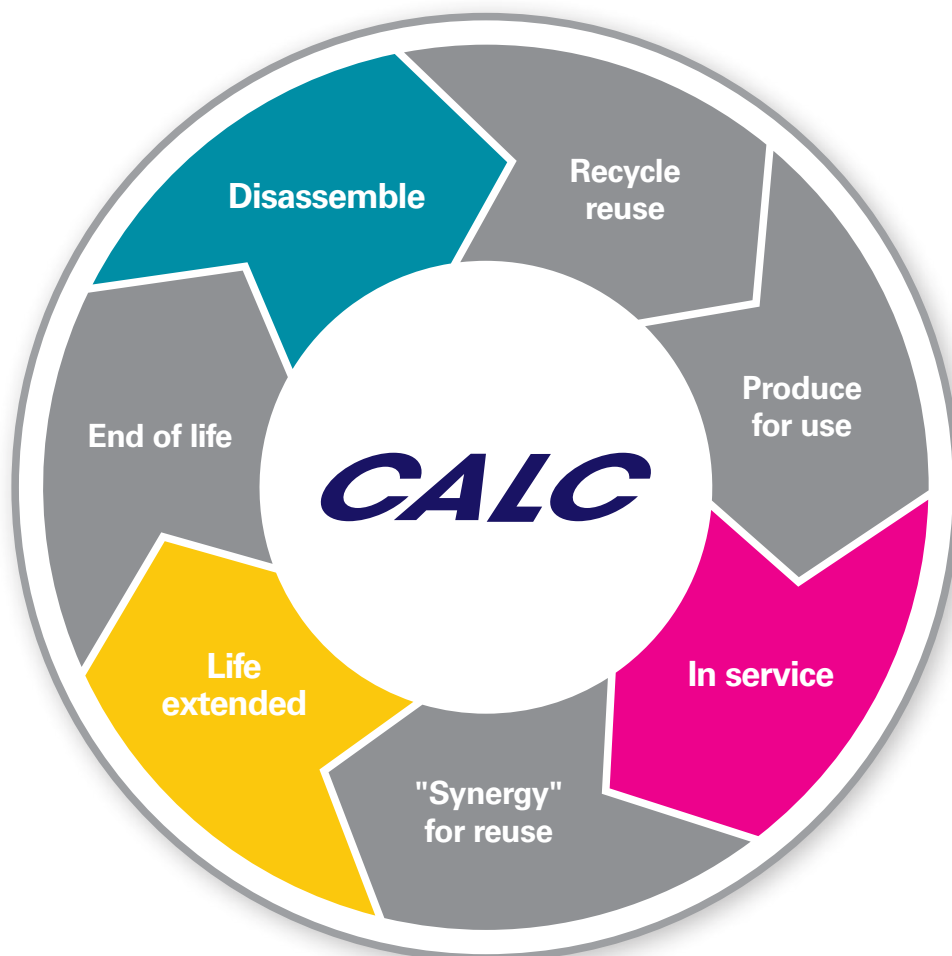 Disassemble
Recycle
reuse
Produce
for use
In service
"Synergy"
for reuse
Life
extended
End of life
CALC